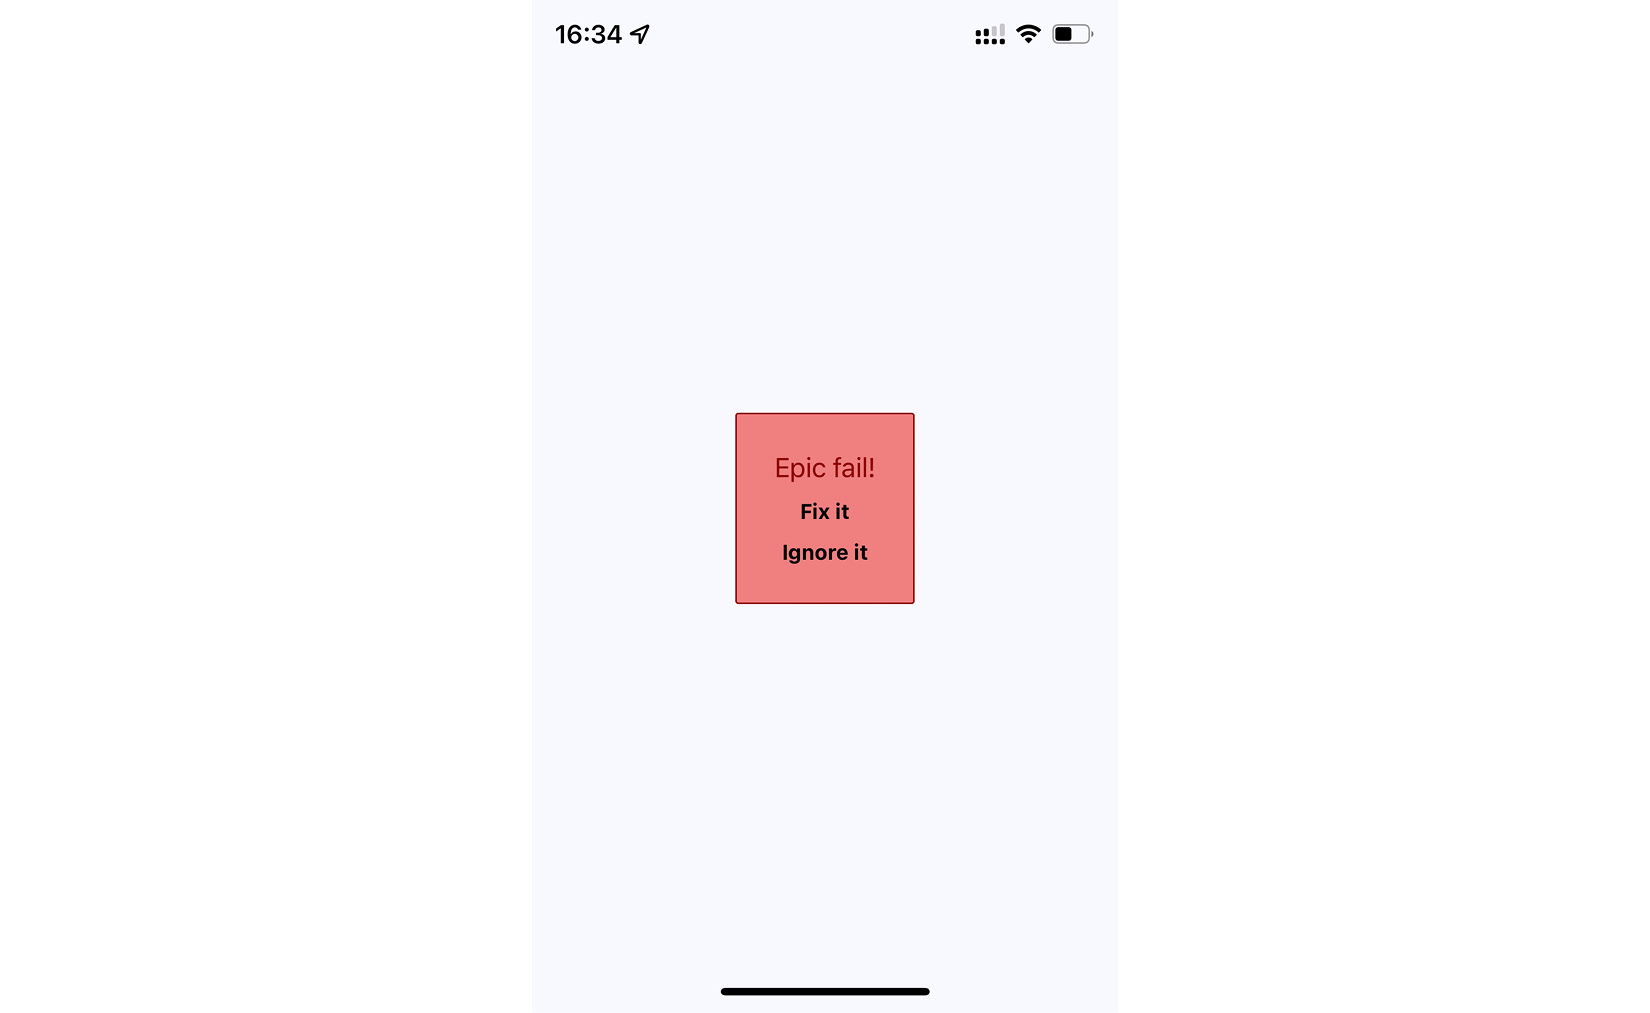 16:34
Epic fail!
Fix it
Ignore it